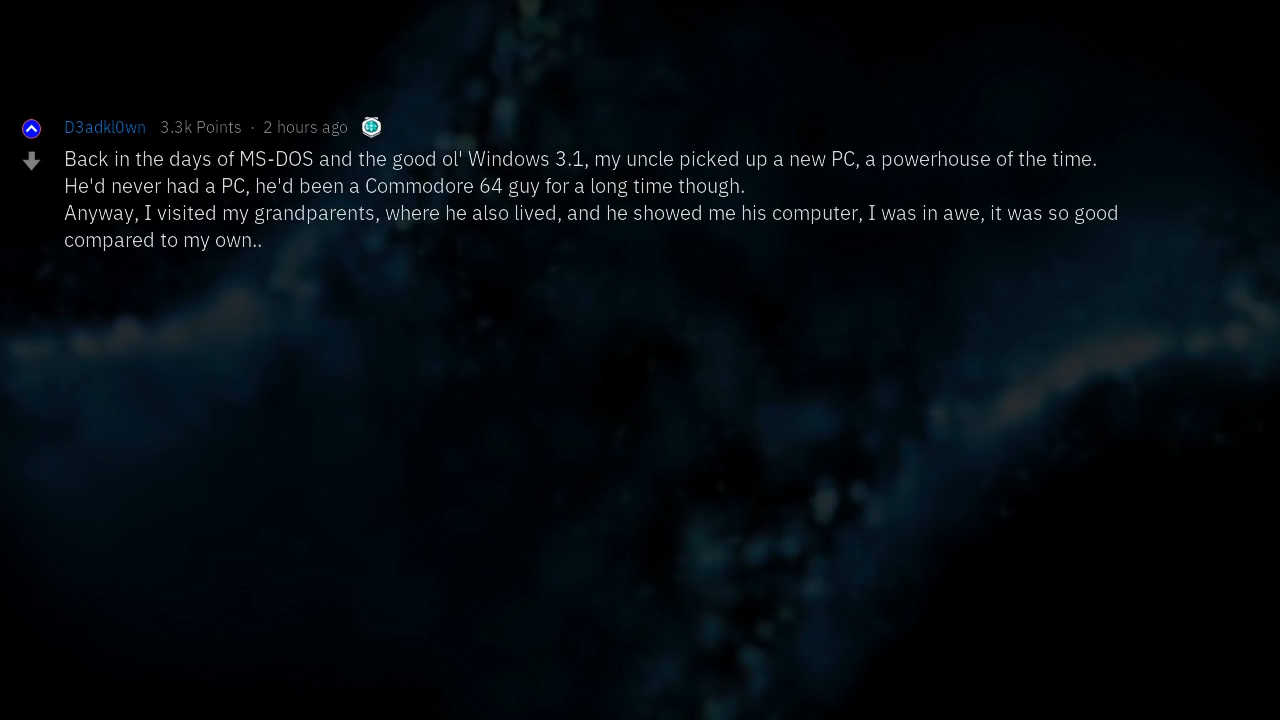 D3adkl0wn 3.3k Points · 2 hours ago
Back in the days of MS-DOS and the good ol' Windows 3.1, my uncle picked up a new PC, a powerhouse of the time.
He'd never had a PC, he'd been a Commodore 64 guy for a long time though.
Anyway, I visited my grandparents, where he also lived, and he showed me his computer, I was in awe, it was so good
compared to my own..